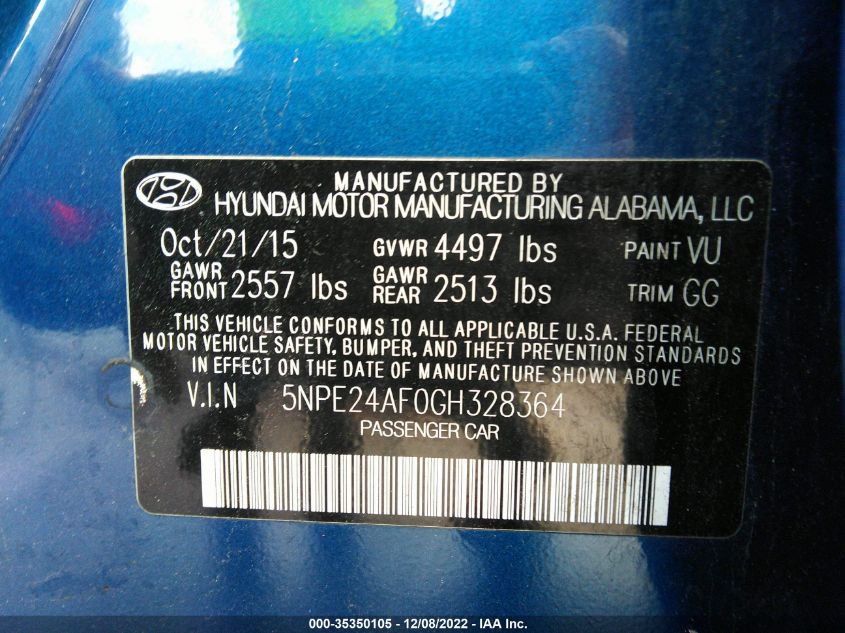 MANUFACTURED BY
HYUNDAI MOTOR MANUFACTURING ALABAMA, LLC
Oct/21/15 GVWR 4497 lbs PAINT VU
GAWR FRONT 2557 lbs GAWR REAR 2513 lbs TRIM GG
THIS VEHICLE CONFORMS TO ALL APPLICABLE U.S.A. FEDERAL
MOTOR VEHICLE SAFETY, BUMPER, AND THEFT PREVENTION STANDARDS
IN EFFECT ON THE DATE OF MANUFACTURE SHOWN ABOVE.
V.I.N 5NPE24AF0GH328364
PASSENGER CAR
000-35350105 - 12/08/2022 - IAA Inc.